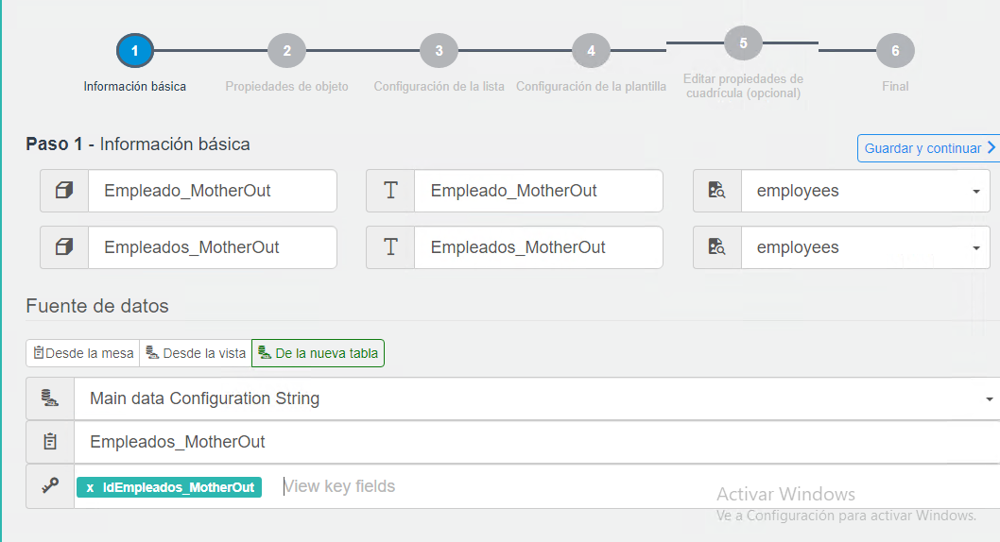 1
2
3
4
5
6
Información básica
Propiedades de objeto
Configuración de la lista
Configuración de la plantilla
Editar propiedades de
cuadrícula (opcional)
Final
Paso 1 - Información básica
Guardar y continuar
Empleado_MotherOut
Empleado_MotherOut
employees
Empleados_MotherOut
Empleados_MotherOut
employees
Fuente de datos
Desde la mesa
Desde la vista
De la nueva tabla
Main data Configuration String
Empleados_MotherOut
x IdEmpleados_MotherOut
View key fields
Activar Windows
Ve a Configuración para activar Windows.